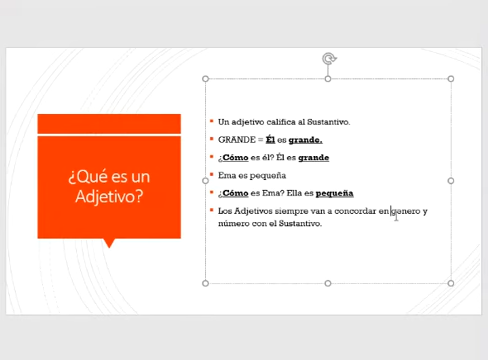 ¿Qué es un
Adjetivo?
Un adjetivo califica al Sustantivo.
GRANDE = Él es grande.
¿Cómo es él? Él es grande
Ema es pequeña
¿Cómo es Ema? Ella es pequeña
Los Adjetivos siempre van a concordar en genero y
número con el Sustantivo.